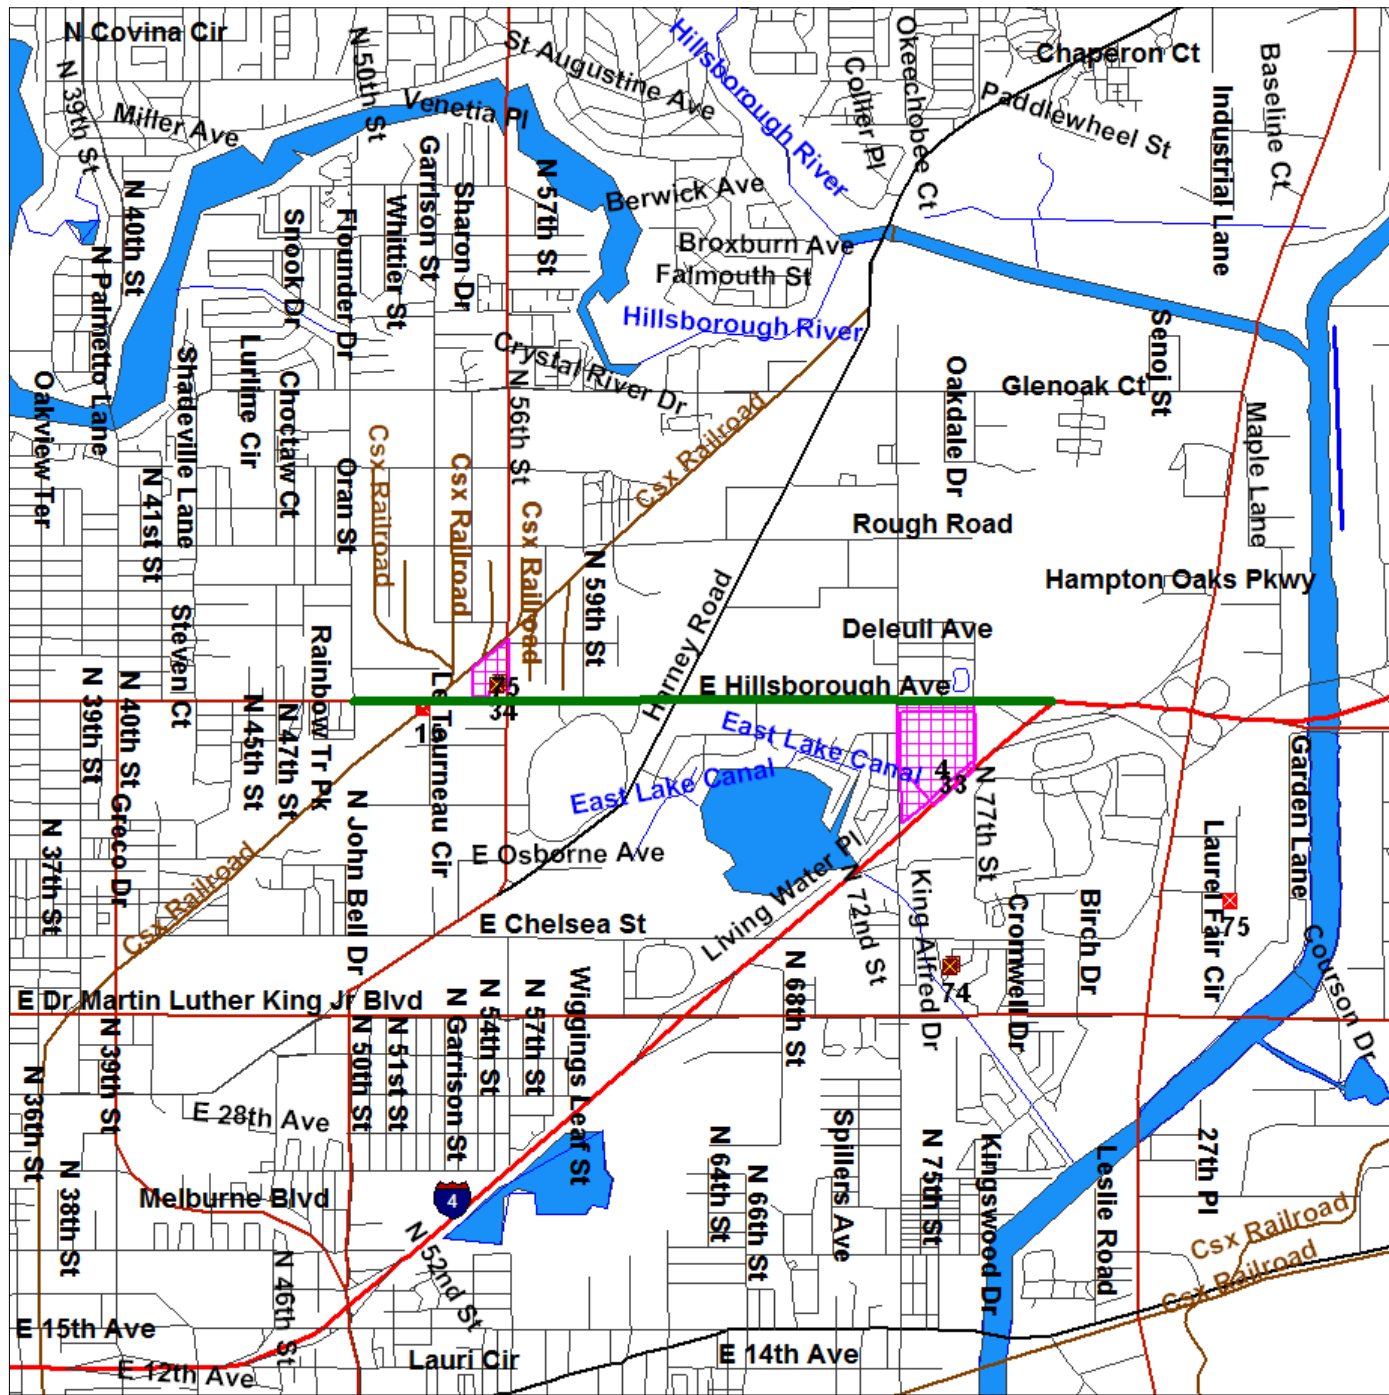 N Covina Cir
N 39th St
Miller Ave
N 50th St
Venetia Pl
St Augustine Ave
Hillsborough River
Collier Pl
Okeechobee Ct
Chaperon Ct
Paddlewheel St
Industrial Lane
Baseline Ct
N 40th St
N Palmetto Lane
Snook Dr
Flounder Dr
Whittier St
Garrison St
Sharon Dr
N 57th St
Berwick Ave
Broxburn Ave
Falmouth St
Hillsborough River
Crystal River Dr
N 56th St
Oakview Ter
Shadeville Lane
Lurline Cir
Choctaw Ct
Oran St
N 41st St
Csx Railroad
Csx Railroad
Csx Railroad
Csx Railroad
Oakdale Dr
Glenoak Ct
Senoj St
Maple Lane
Rough Road
Hampton Oaks Pkwy
Deleuil Ave
Steven Ct
Rainbow Tr Pk
N 59th St
Harney Road
E Hillsborough Ave
N 39th St
N 40th St
N 45th St
N 47th St
Le Tourneau Cir
34
East Lake Canal
East Lake Canal
4
33
N 77th St
Garden Lane
N 37th St
Greco Dr
N John Bell Dr
Csx Railroad
E Osborne Ave
E Chelsea St
Living Water Pl
N 72nd St
King Alfred Dr
Cromwell Dr
Birch Dr
Laurel Fair Cir
75
74
Courson Dr
E Dr Martin Luther King Jr Blvd
N 39th St
N 50th St
N 51st St
N Garrison St
N 54th St
N 57th St
Wiggings Leaf St
N 68th St
N 36th St
E 28th Ave
N 38th St
Melburne Blvd
4
N 52nd St
N 46th St
N 64th St
N 66th St
Spillers Ave
N 75th St
Kingswood Dr
Leslie Road
27th Pl
Csx Railroad
Csx Railroad
E 15th Ave
E 12th Ave
Lauri Cir
E 14th Ave